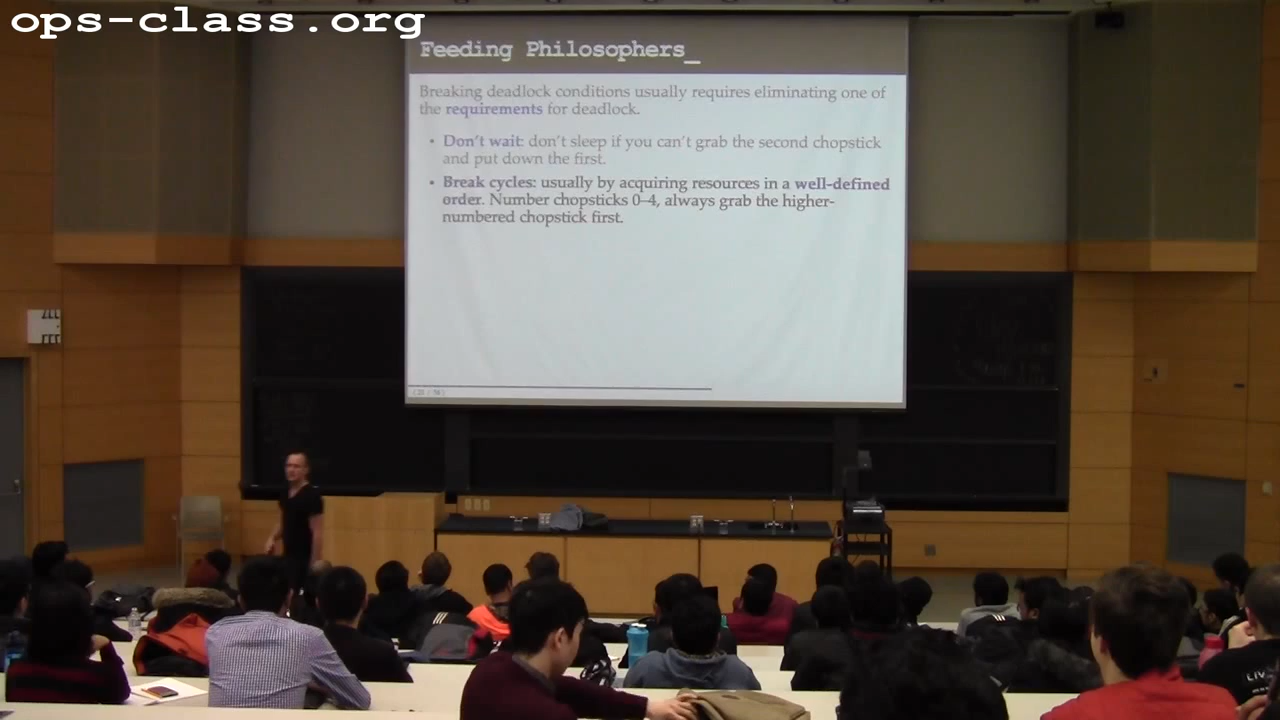 ops-class.org
Feeding Philosophers_
Breaking deadlock conditions usually requires eliminating one of
the requirements for deadlock.
• Don't wait: don't sleep if you can't grab the second chopstick
and put down the first.
• Break cycles: usually by acquiring resources in a well-defined
order. Number chopsticks 0–4, always grab the higher-
numbered chopstick first.